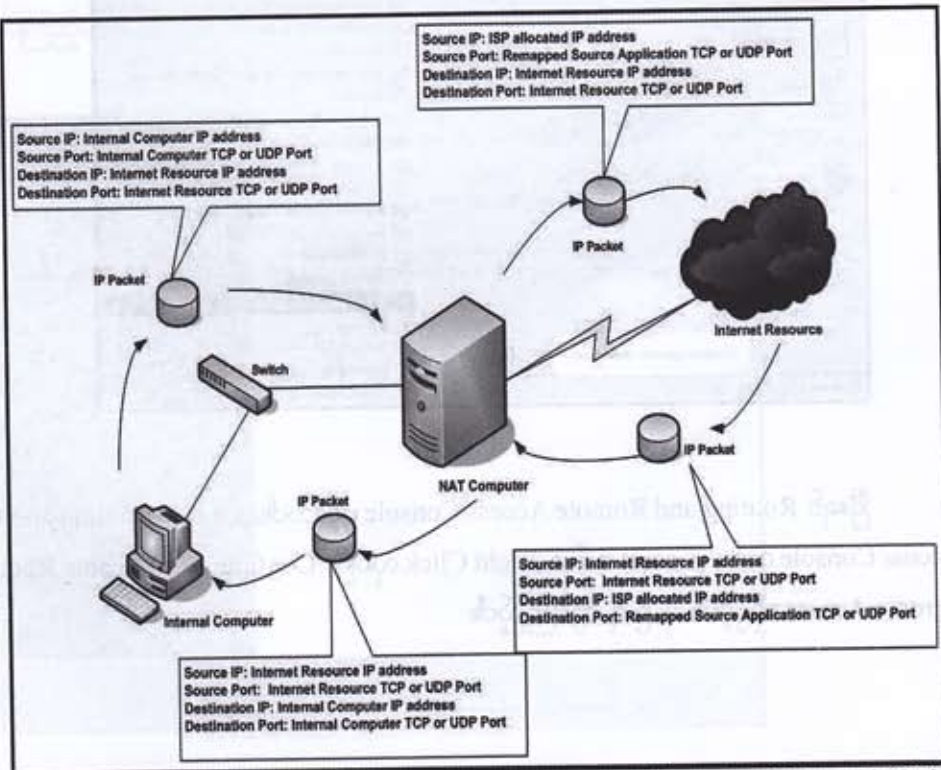 Source IP: ISP allocated IP address
Source Port: Remapped Source Application TCP or UDP Port
Destination IP: Internet Resource IP address
Destination Port: Internet Resource TCP or UDP Port
Source IP: Internal Computer IP address
Source Port: Internal Computer TCP or UDP Port
Destination IP: Internet Resource IP address
Destination Port: Internet Resource TCP or UDP Port
IP Packet
IP Packet
Internet Resource
Switch
IP Packet
NAT Computer
IP Packet
Internal Computer
Source IP: Internet Resource IP address
Source Port: Internet Resource TCP or UDP Port
Destination IP: ISP allocated IP address
Destination Port: Remapped Source Application TCP or UDP Port
Source IP: Internet Resource IP address
Source Port: Internet Resource TCP or UDP Port
Destination IP: Internal Computer IP address
Destination Port: Internal Computer TCP or UDP Port